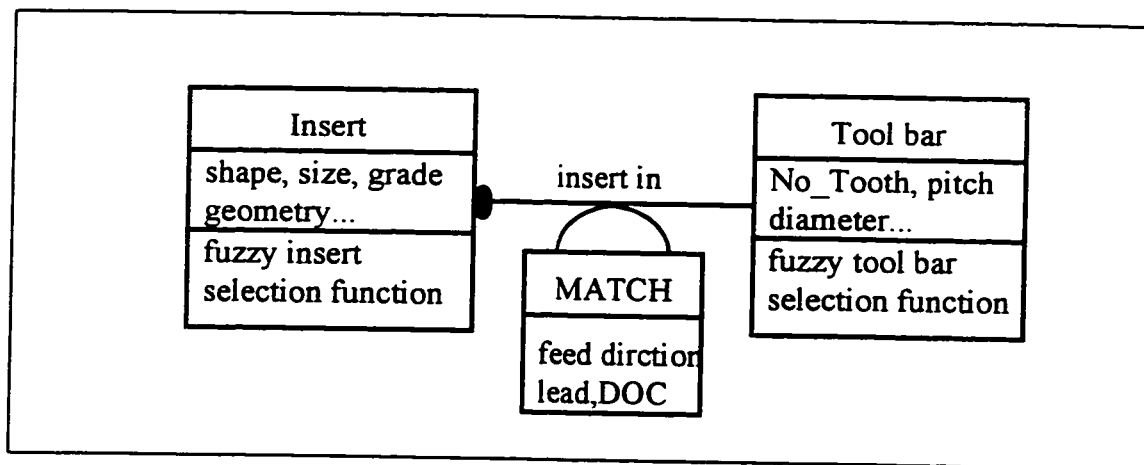 Insert
shape, size, grade
geometry...
fuzzy insert
selection function
insert in
MATCH
feed dirction
lead,DOC
Tool bar
No_Tooth, pitch
diameter...
fuzzy tool bar
selection function